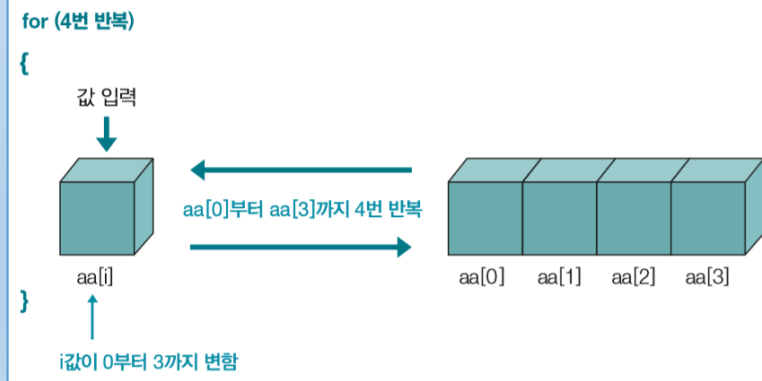 for (4번 반복)
{
값 입력
aa[0]부터 aa[3]까지 4번 반복
aa[i]
aa[0] aa[1] aa[2] aa[3]
}
i값이 0부터 3까지 변함